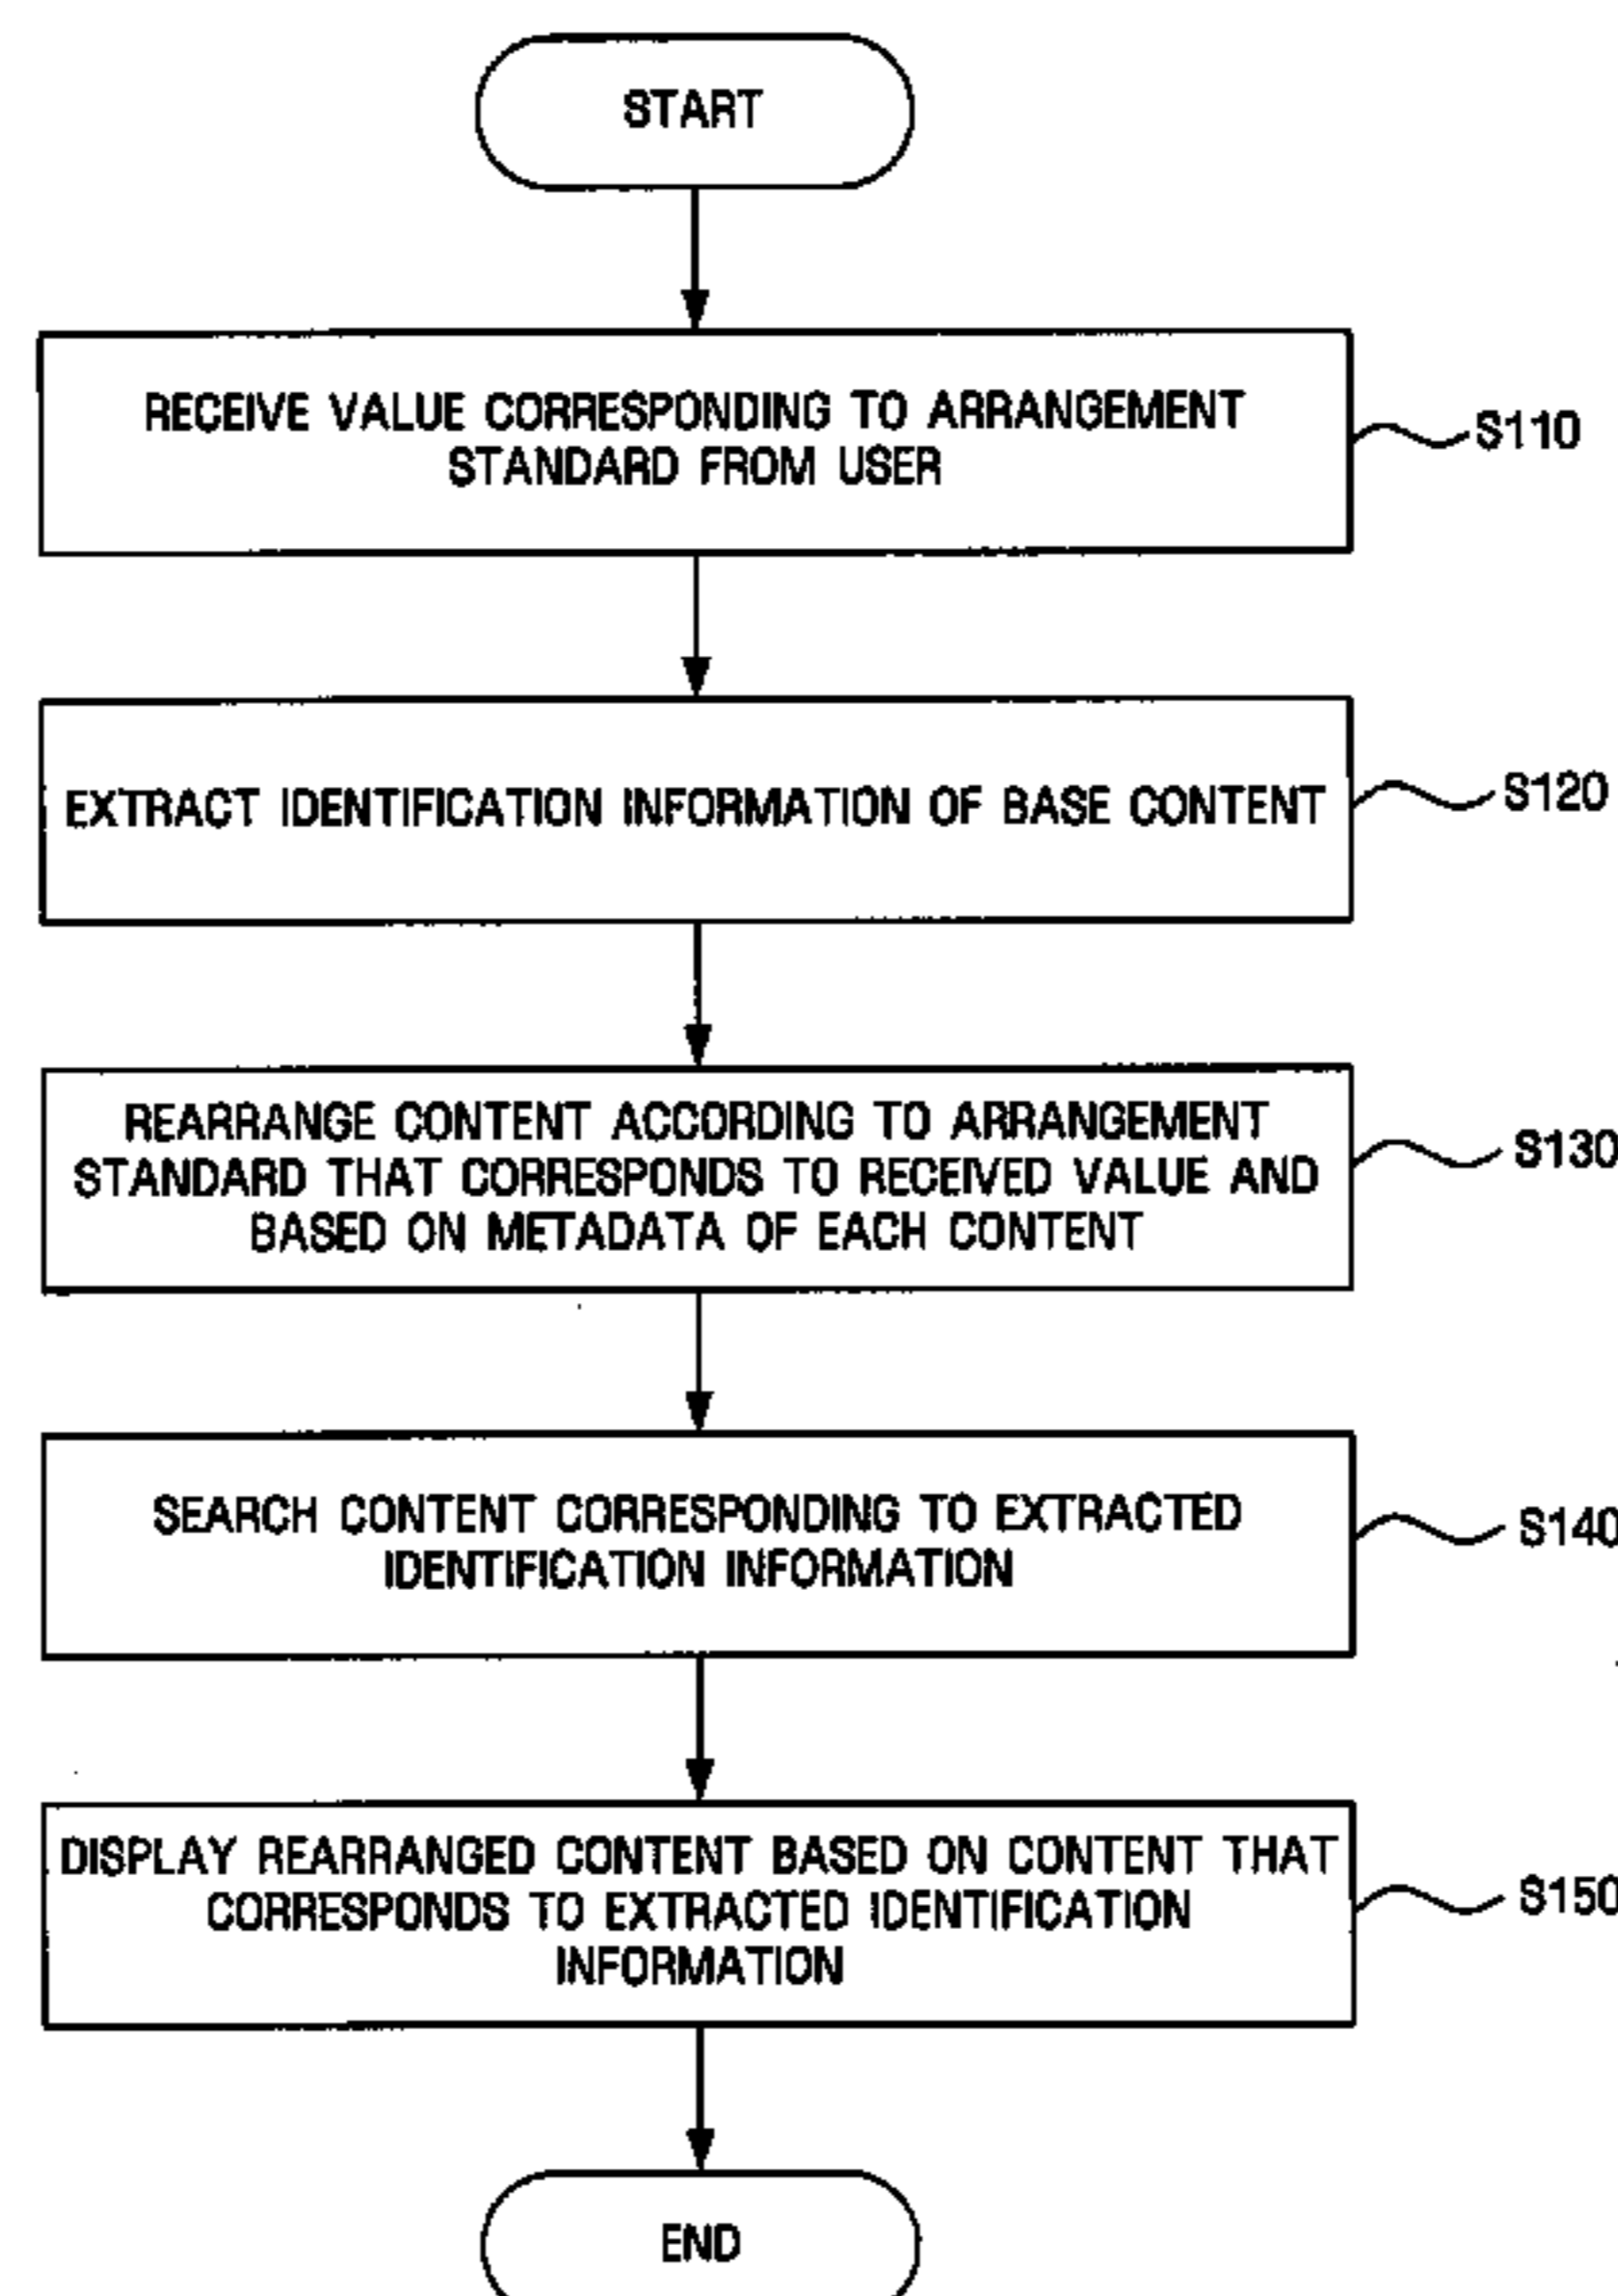 START
RECEIVE VALUE CORRESPONDING TO ARRANGEMENT
STANDARD FROM USER
S110
EXTRACT IDENTIFICATION INFORMATION OF BASE CONTENT
S120
REARRANGE CONTENT ACCORDING TO ARRANGEMENT
STANDARD THAT CORRESPONDS TO RECEIVED VALUE AND
BASED ON METADATA OF EACH CONTENT
S130
SEARCH CONTENT CORRESPONDING TO EXTRACTED
IDENTIFICATION INFORMATION
S140
DISPLAY REARRANGED CONTENT BASED ON CONTENT THAT
CORRESPONDS TO EXTRACTED IDENTIFICATION
INFORMATION
S150
END